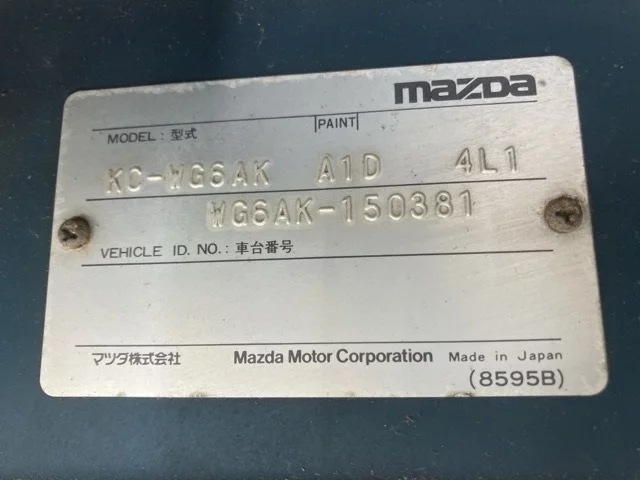 mazda
MODEL : 型式 PAINT
KC-WG6AK A1D 4L1
WG6AK-150381
VEHICLE ID. NO. : 車台番号
マツダ株式会社 Mazda Motor Corporation Made in Japan
(8595B)